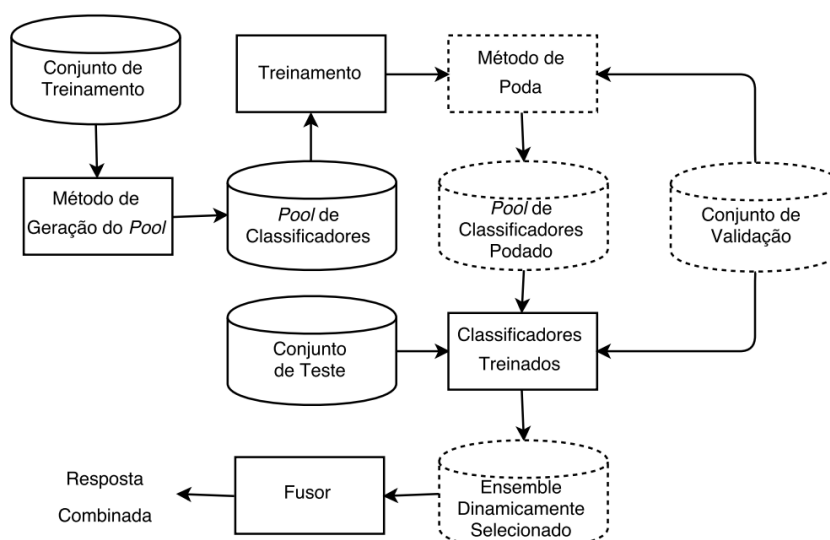 Conjunto de
Treinamento
Treinamento
Método de
Poda
Método de
Geração do Pool
Pool de
Classificadores
Pool de
Classificadores
Podado
Conjunto de
Validação
Conjunto
de Teste
Classificadores
Treinados
Resposta
Combinada
Fusor
Ensemble
Dinamicamente
Selecionado